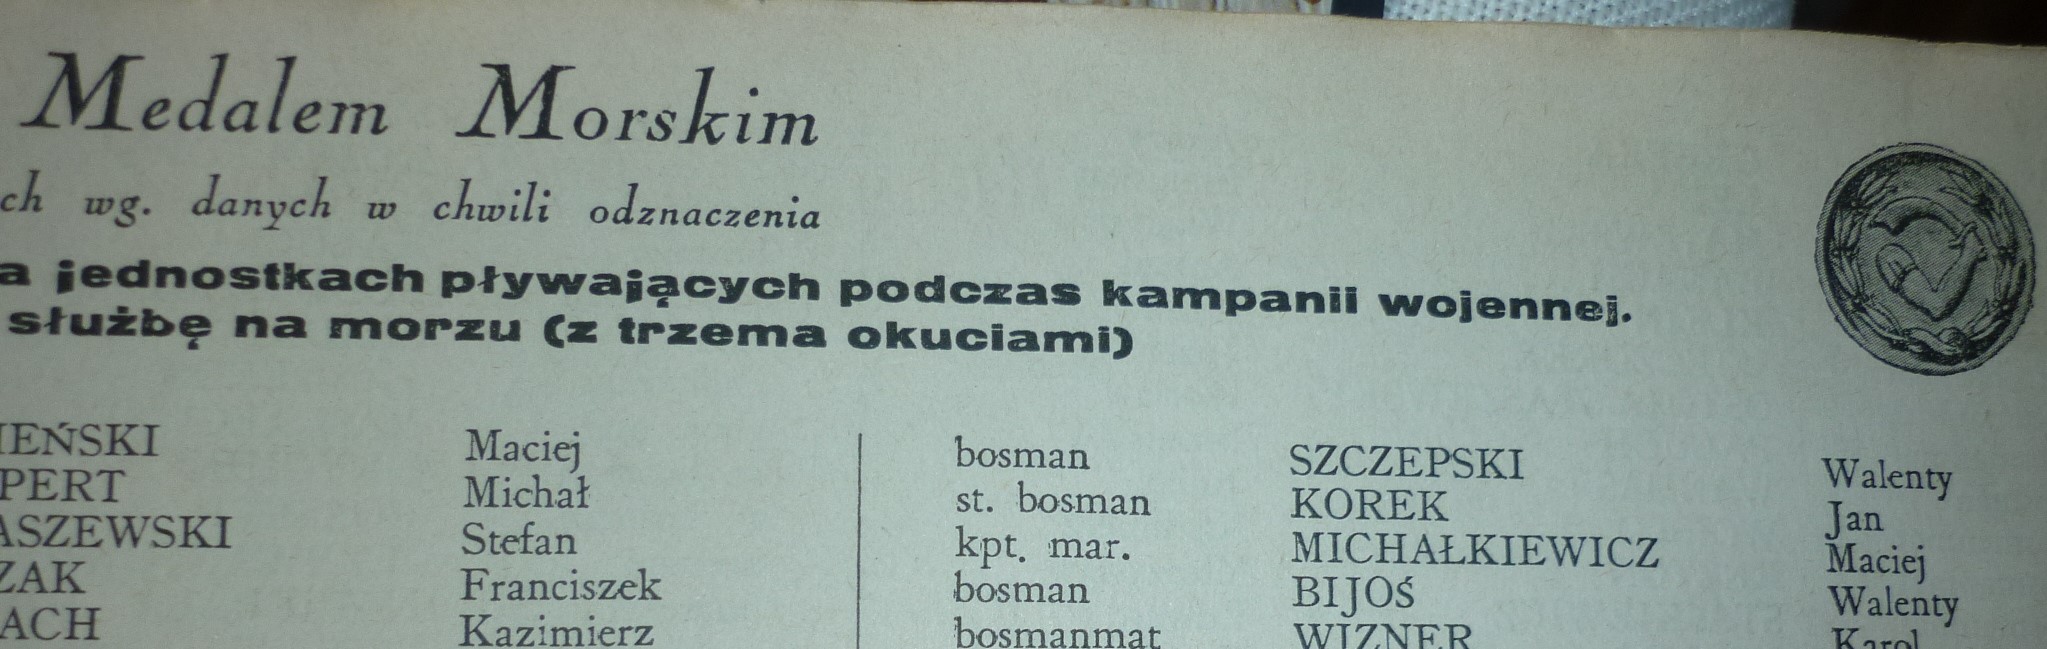 Medalem Morskim
ch wg. danych w chwili odznaczenia
a jednostkach pływających podczas kampanii wojennej.
służbę na morzu (z trzema okuciami)
IEŃSKI Maciej
PERT Michał
ASZEWSKI Stefan
ZAK Franciszek
ACH Kazimierz
bosman SZCZEPSKI Walenty
st. bosman KOREK Jan
kpt. mar. MICHAŁKIEWICZ Maciej
bosman BIJOŚ Walenty
bosmanmat WIZNER Karol